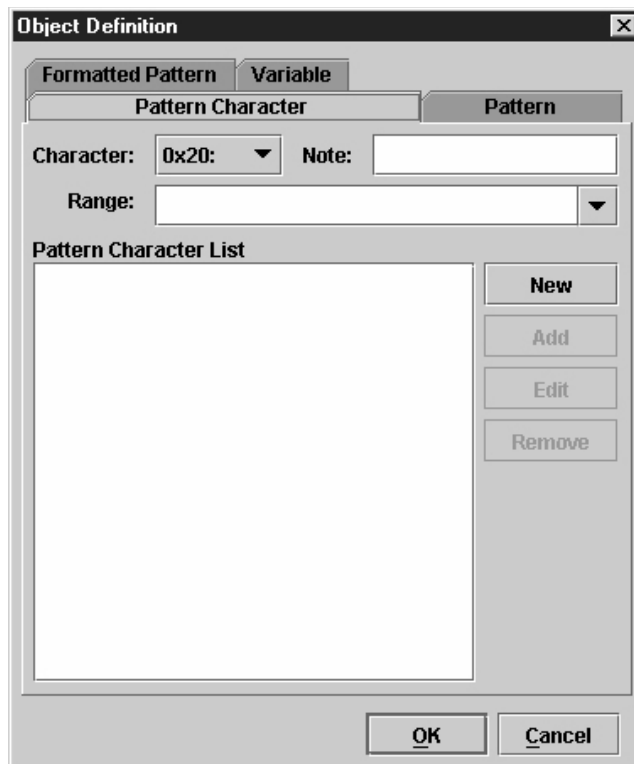 Object Definition
Formatted Pattern Variable
Pattern Character Pattern
Character: 0x20: Note:
Range:
Pattern Character List
New
Add
Edit
Remove
OK Cancel